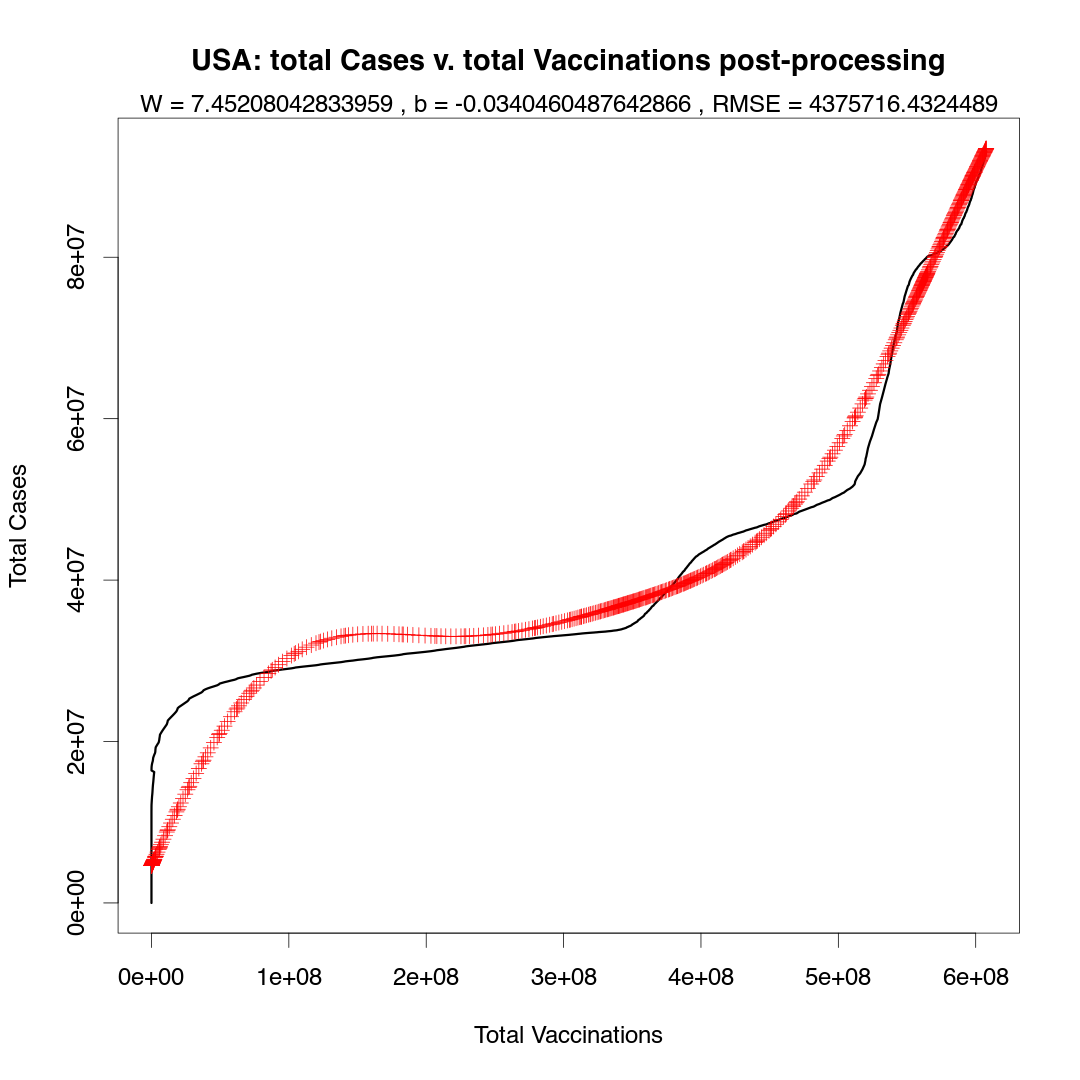 USA: total Cases v. total Vaccinations post-processing
W = 7.45208042833959 , b = -0.0340460487642866 , RMSE = 4375716.4324489
Total Cases
8e+07
6e+07
4e+07
2e+07
0e+00
0e+00 1e+08 2e+08 3e+08 4e+08 5e+08 6e+08
Total Vaccinations